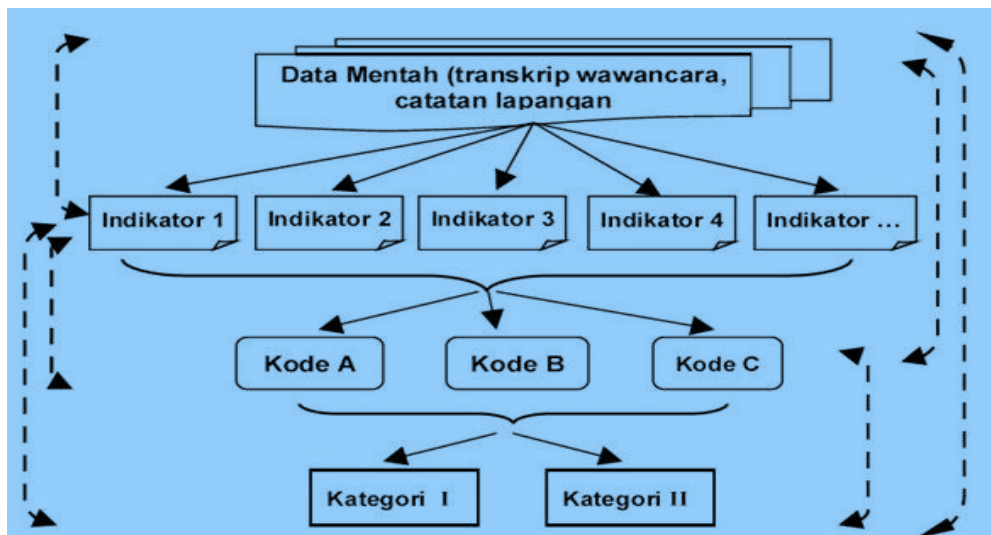 Data Mentah (transkrip wawancara,
catatan lapangan
Indikator 1
Indikator 2
Indikator 3
Indikator 4
Indikator ...
Kode A
Kode B
Kode C
Kategori I
Kategori II